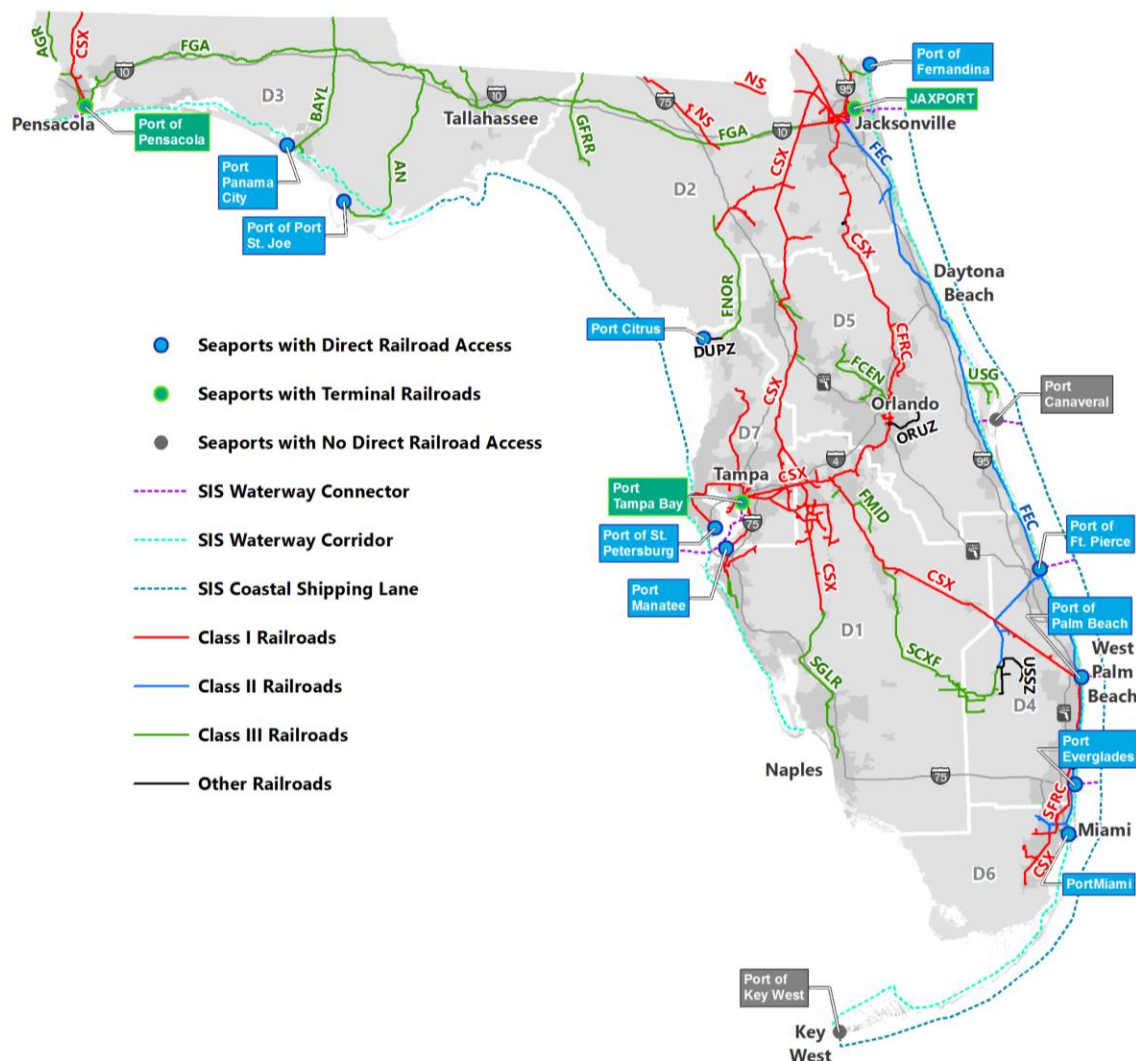 AGR
CSX
FGA
10
D3
BAYL
Pensacola
Port of
Pensacola
Port
Panama
City
Port of Port
St. Joe
AN
Tallahassee
10
GFRR
NS
75
NS
FGA
10
95
Port of
Fernandina
JAXPORT
Jacksonville
FEC
D2
CSX
CSX
Daytona
Beach
FNOR
Port Citrus
DUPZ
D5
CFRC
FCEN
Orlando
ORUZ
USG
Port
Canaveral
95
CSX
D7
Tampa
CSX
4
Port
Tampa Bay
75
Port of St.
Petersburg
Port
Manatee
FMID
FEC
Port of
Ft. Pierce
CSX
CSX
Port of
Palm Beach
West
Palm
Beach
D1
SGLR
SCXF
USSZ
D4
Port
Everglades
Naples
75
SFRC
Miami
CSX
D6
PortMiami
Port of
Key West
Key
West
Seaports with Direct Railroad Access
Seaports with Terminal Railroads
Seaports with No Direct Railroad Access
SIS Waterway Connector
SIS Waterway Corridor
SIS Coastal Shipping Lane
Class I Railroads
Class II Railroads
Class III Railroads
Other Railroads